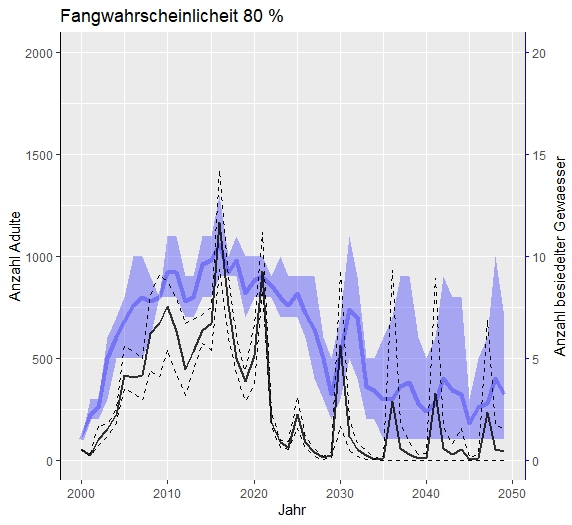 Fangwahrscheinlicheit 80 %
2000
1500
1000
500
0
20
15
10
5
0
Anzahl Adulte
Anzahl besiedelter Gewaesser
2000 2010 2020 2030 2040 2050
Jahr